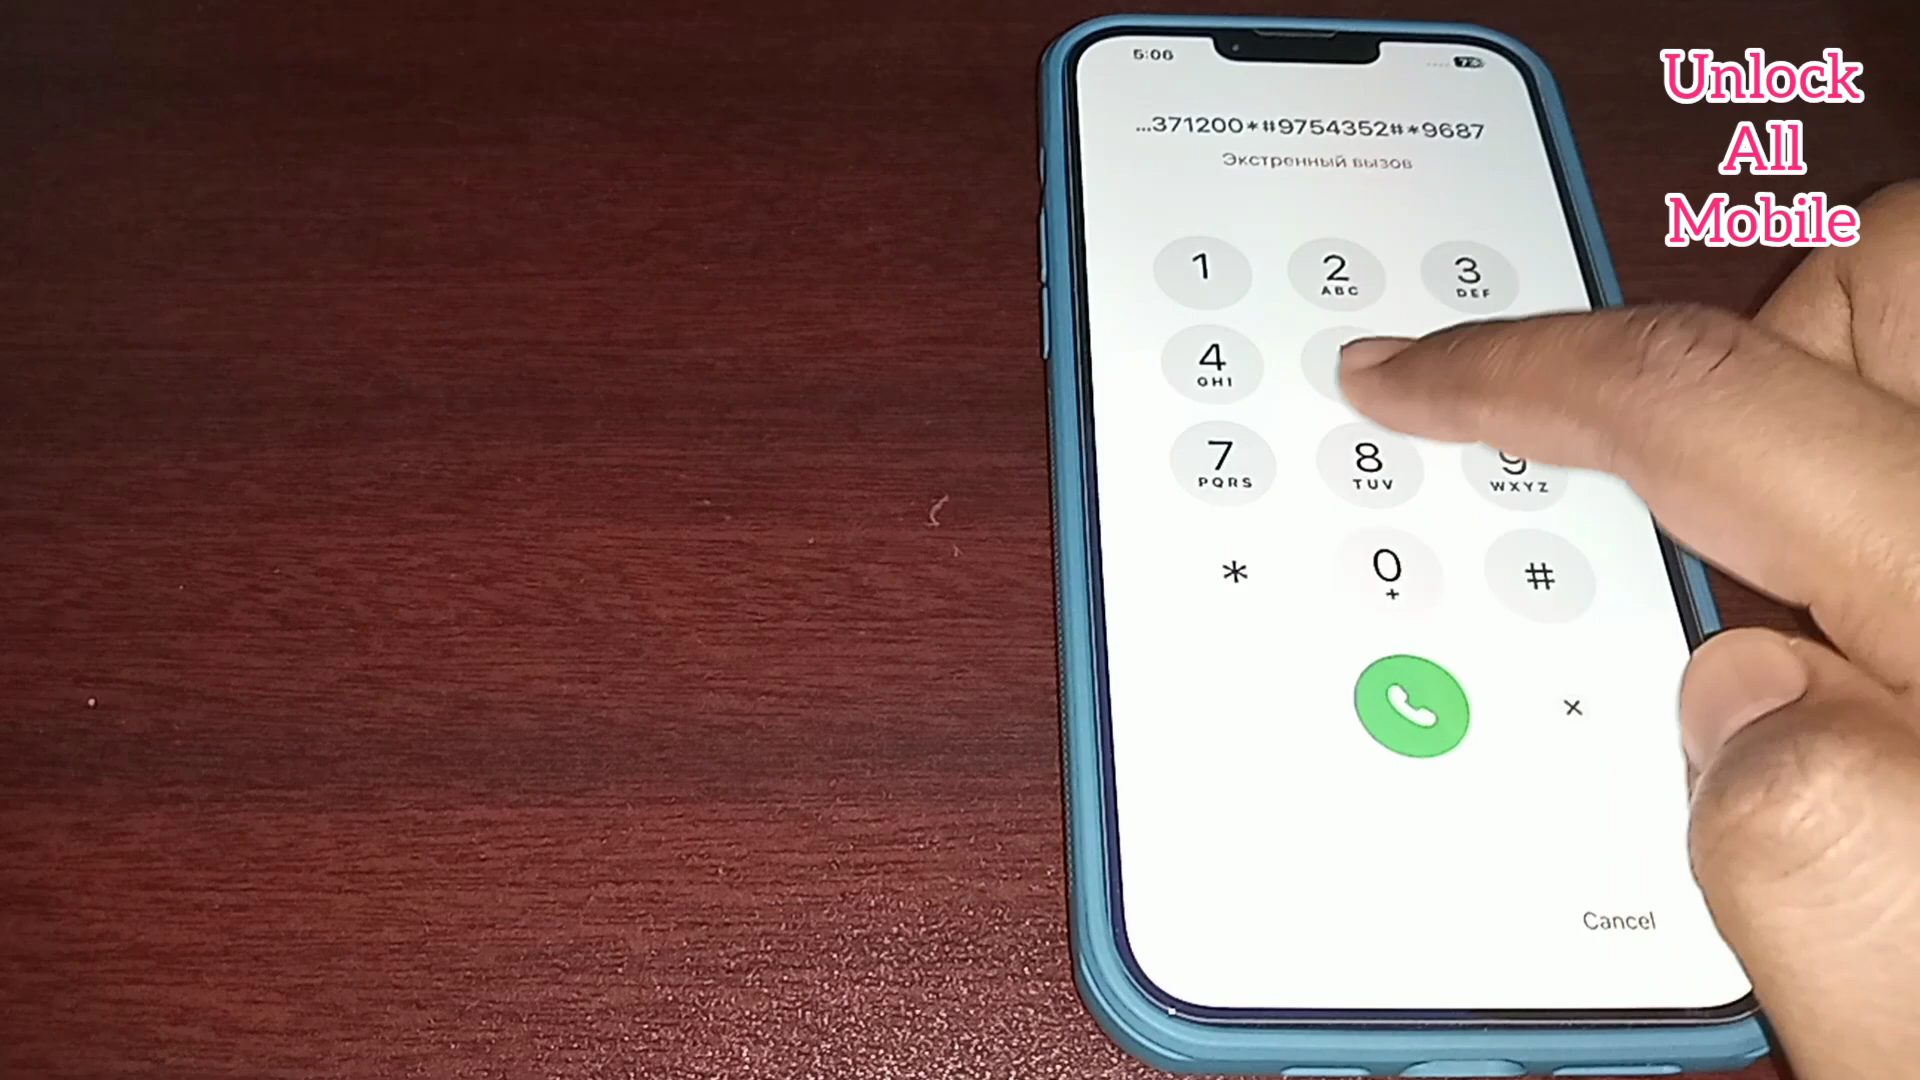 5:06
...371200*#9754352#*9687
Экстренный вызов
1
2
ABC
3
DEF
4
GHI
7
PQRS
8
TUV
9
WXYZ
*
0
+
#
×
Cancel
Unlock
All
Mobile